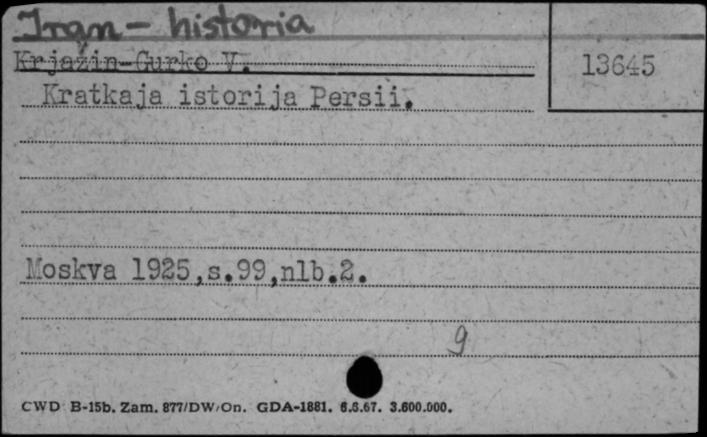 Iran - historia
Krjažin-Gurko V.
13645
Kratkaja istorija Persii.
Moskva 1925,s.99,nlb.2.
9
CWD B-15b. Zam. 877/DW/On. GDA-1881. 6.6.67. 3.600.000.